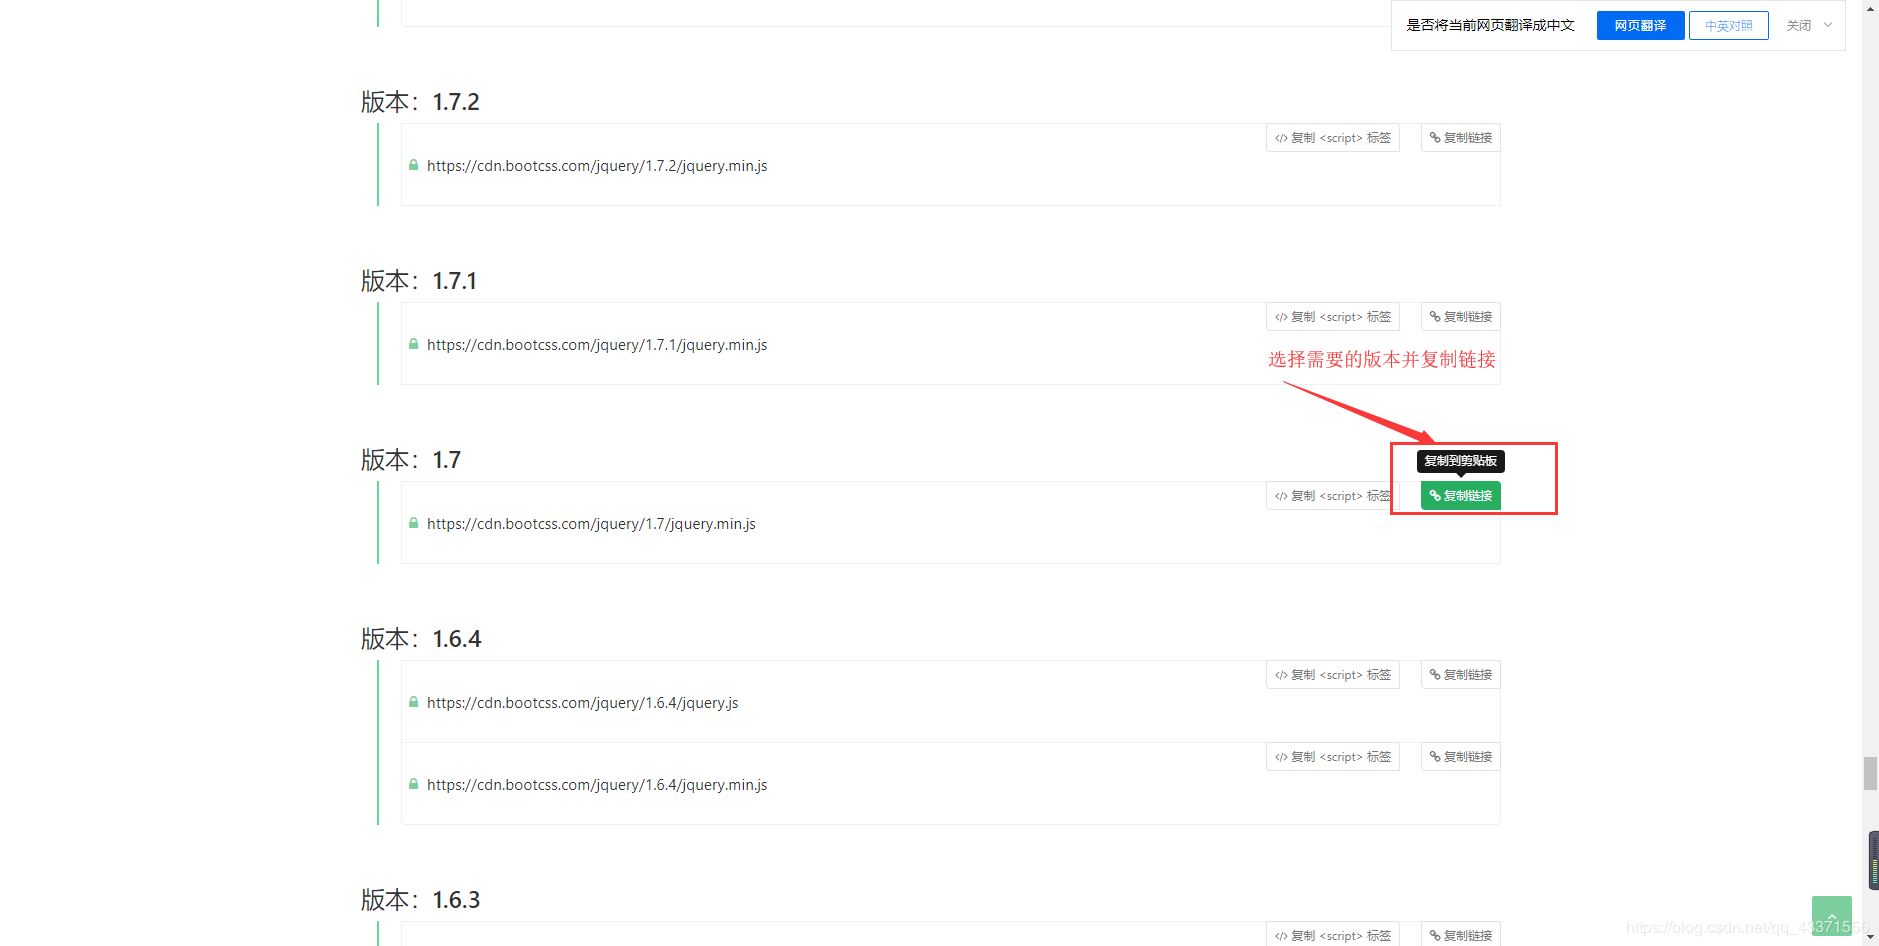 是否将当前网页翻译成中文 网页翻译 中英对照 关闭
版本：1.7.2
</> 复制 <script> 标签 复制链接
https://cdn.bootcss.com/jquery/1.7.2/jquery.min.js
版本：1.7.1
</> 复制 <script> 标签 复制链接
https://cdn.bootcss.com/jquery/1.7.1/jquery.min.js
选择需要的版本并复制链接
版本：1.7
复制到剪贴板
</> 复制 <script> 标签 复制链接
https://cdn.bootcss.com/jquery/1.7/jquery.min.js
版本：1.6.4
</> 复制 <script> 标签 复制链接
https://cdn.bootcss.com/jquery/1.6.4/jquery.js
</> 复制 <script> 标签 复制链接
https://cdn.bootcss.com/jquery/1.6.4/jquery.min.js
版本：1.6.3
</> 复制 <script> 标签 复制链接
https://blog.csdn.net/qq_43371556